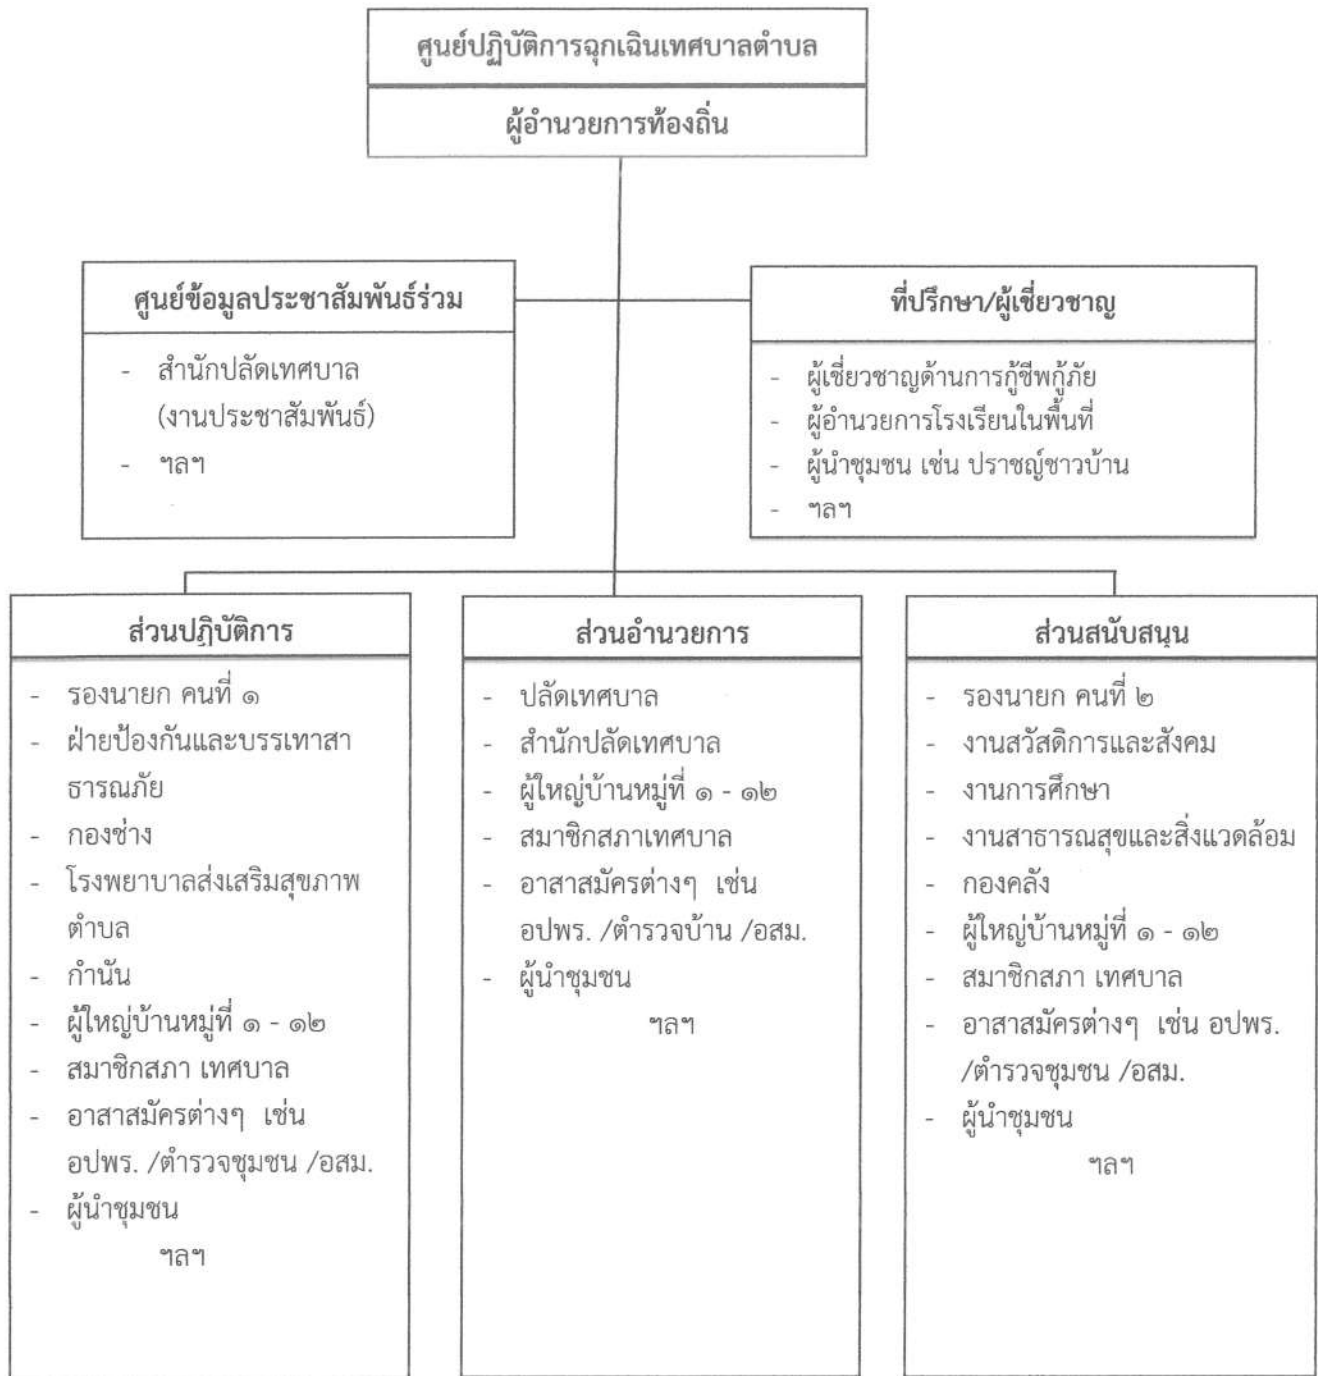 ศูนย์ปฏิบัติการฉุกเฉินเทศบาลตำบล
ผู้อำนวยการท้องถิ่น
ศูนย์ข้อมูลประชาสัมพันธ์ร่วม
- สำนักปลัดเทศบาล
(งานประชาสัมพันธ์)
- ฯลฯ
ที่ปรึกษา/ผู้เชี่ยวชาญ
- ผู้เชี่ยวชาญด้านการกู้ชีพกู้ภัย
- ผู้อำนวยการโรงเรียนในพื้นที่
- ผู้นำชุมชน เช่น ปราชญ์ชาวบ้าน
- ฯลฯ
ส่วนปฏิบัติการ
- รองนายก คนที่ ๑
- ฝ่ายป้องกันและบรรเทาสา
ธารณภัย
- กองช่าง
- โรงพยาบาลส่งเสริมสุขภาพ
ตำบล
- กำนัน
- ผู้ใหญ่บ้านหมู่ที่ ๑ - ๑๒
- สมาชิกสภา เทศบาล
- อาสาสมัครต่างๆ เช่น
อปพร. /ตำรวจชุมชน /อสม.
- ผู้นำชุมชน
ฯลฯ
ส่วนอำนวยการ
- ปลัดเทศบาล
- สำนักปลัดเทศบาล
- ผู้ใหญ่บ้านหมู่ที่ ๑ - ๑๒
- สมาชิกสภาเทศบาล
- อาสาสมัครต่างๆ เช่น
อปพร. /ตำรวจบ้าน /อสม.
- ผู้นำชุมชน
ฯลฯ
ส่วนสนับสนุน
- รองนายก คนที่ ๒
- งานสวัสดิการและสังคม
- งานการศึกษา
- งานสาธารณสุขและสิ่งแวดล้อม
- กองคลัง
- ผู้ใหญ่บ้านหมู่ที่ ๑ - ๑๒
- สมาชิกสภา เทศบาล
- อาสาสมัครต่างๆ เช่น อปพร.
/ตำรวจชุมชน /อสม.
- ผู้นำชุมชน
ฯลฯ